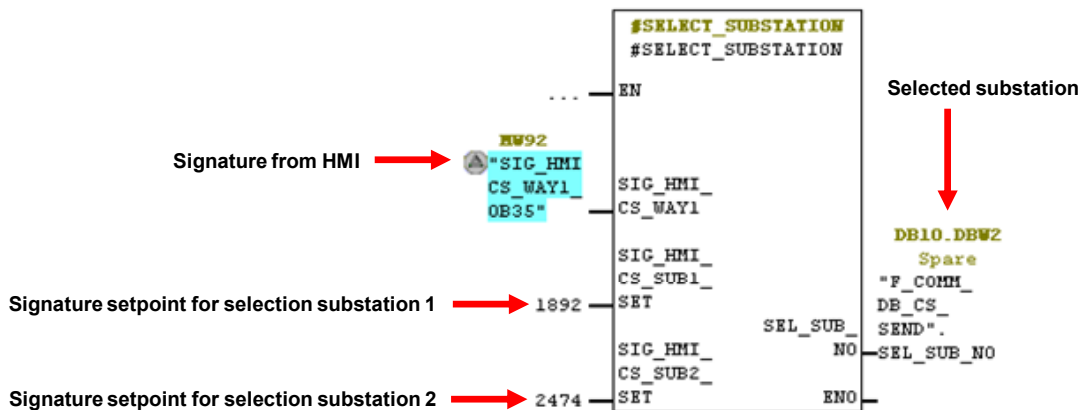 #SELECT_SUBSTATION
#SELECT_SUBSTATION
Selected substation
... EN
MW92
Signature from HMI
"SIG_HMI
CS_WAY1_
OB35"
SIG_HMI_
CS_WAY1
DB10.DBW2
Spare
"F_COMM_
DB_CS_
SEND".
SEL_SUB_NO
SIG_HMI_
CS_SUB1_
SET
Signature setpoint for selection substation 1
1892
SEL_SUB_
NO
SIG_HMI_
CS_SUB2_
SET
Signature setpoint for selection substation 2
2474
ENO